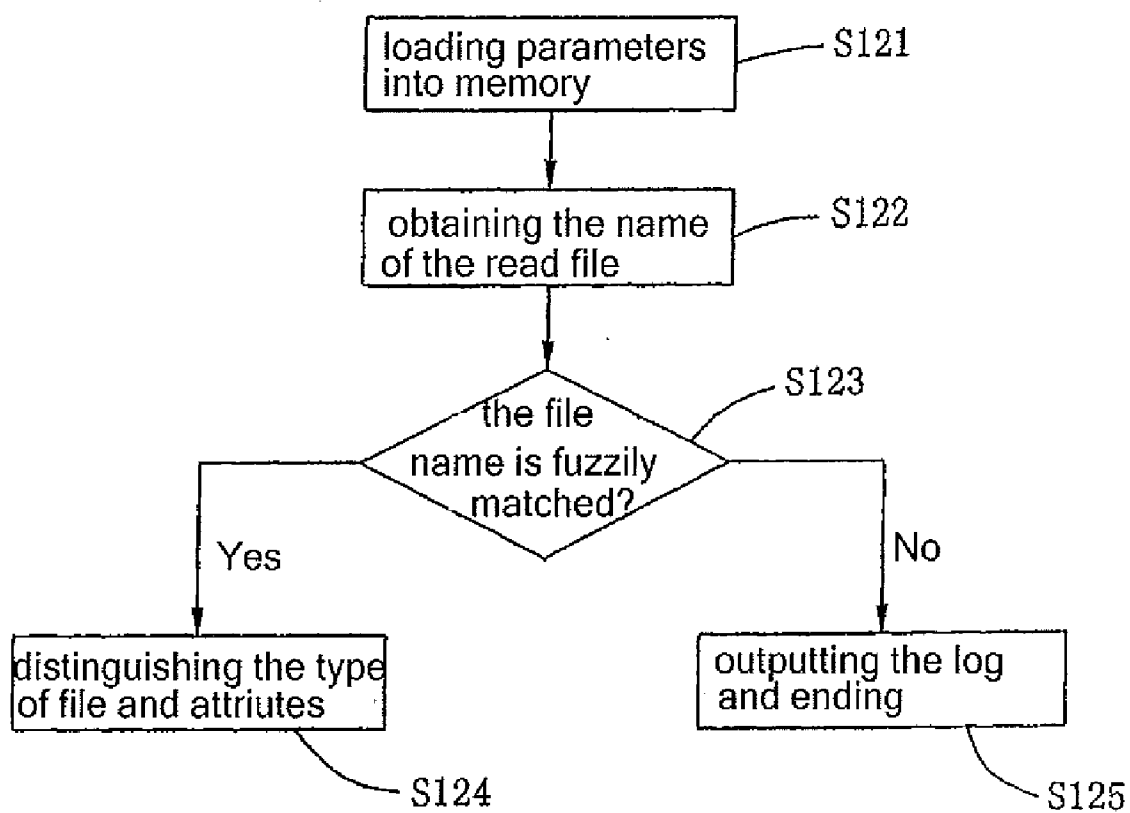 loading parameters
into memory
S121
obtaining the name
of the read file
S122
the file
name is fuzzily
matched?
S123
Yes
No
distinguishing the type
of file and attriutes
S124
outputting the log
and ending
S125